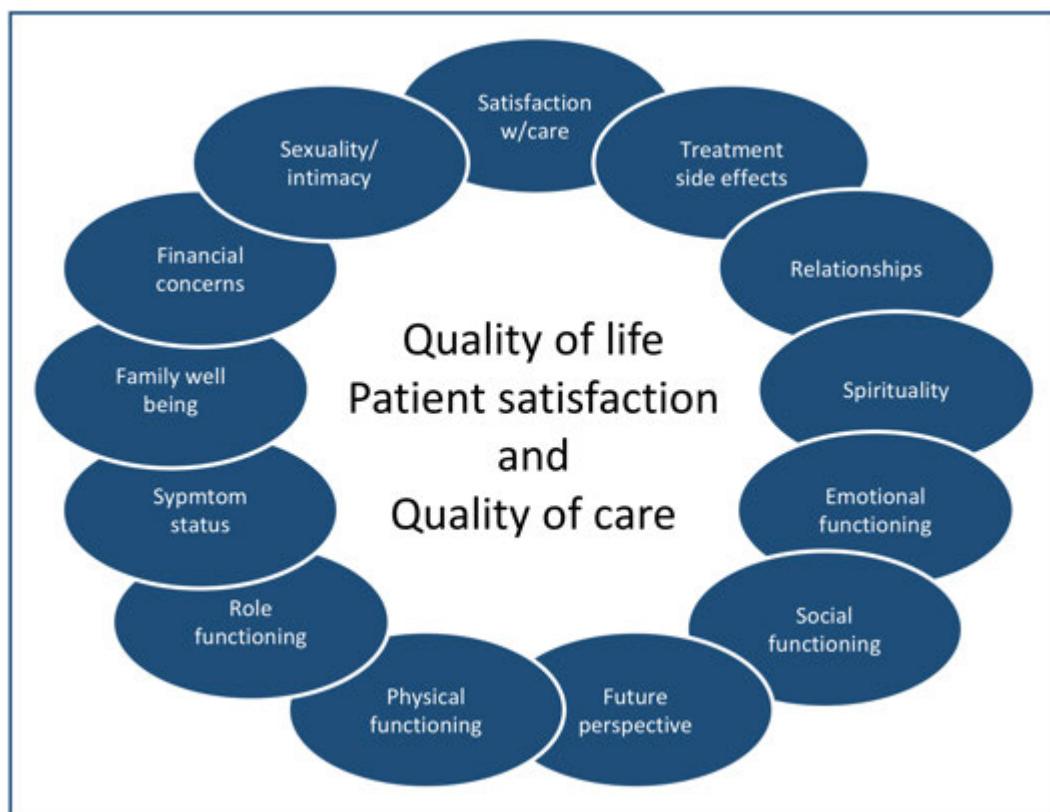 Satisfaction
w/care
Treatment
side effects
Relationships
Spirituality
Emotional
functioning
Social
functioning
Future
perspective
Physical
functioning
Role
functioning
Sypmtom
status
Family well
being
Financial
concerns
Sexuality/
intimacy
Quality of life
Patient satisfaction
and
Quality of care